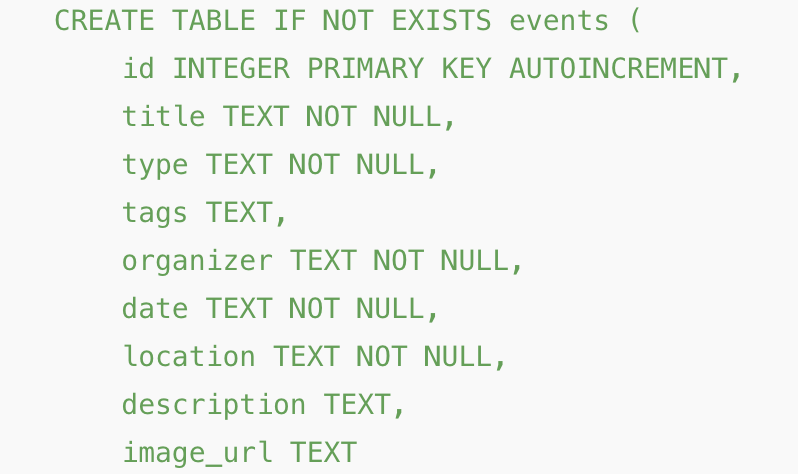 CREATE TABLE IF NOT EXISTS events (
id INTEGER PRIMARY KEY AUTOINCREMENT,
title TEXT NOT NULL,
type TEXT NOT NULL,
tags TEXT,
organizer TEXT NOT NULL,
date TEXT NOT NULL,
location TEXT NOT NULL,
description TEXT,
image_url TEXT